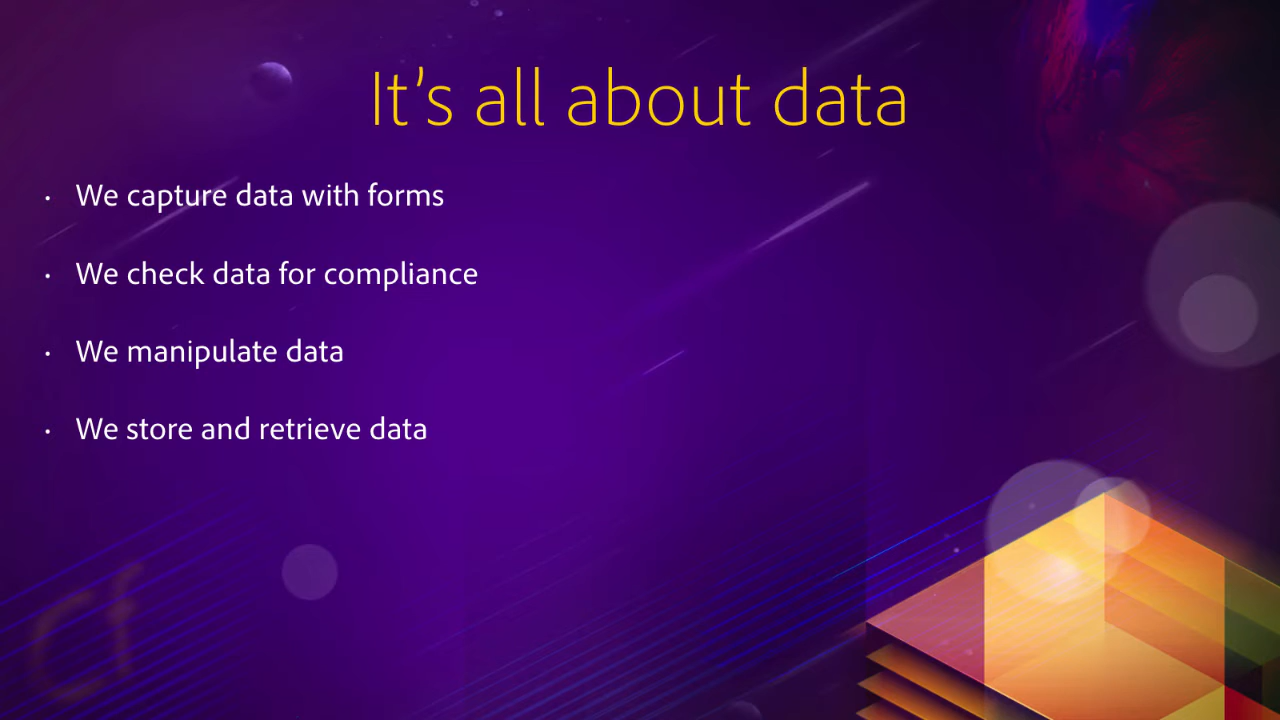 It’s all about data
• We capture data with forms
• We check data for compliance
• We manipulate data
• We store and retrieve data
Cf